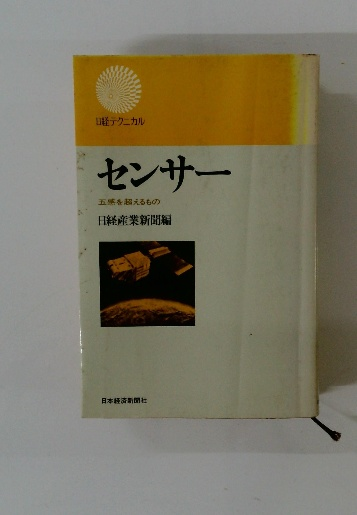 日経テクニカル
センサー
五感を超えるもの
日経産業新聞編
日本経済新聞社